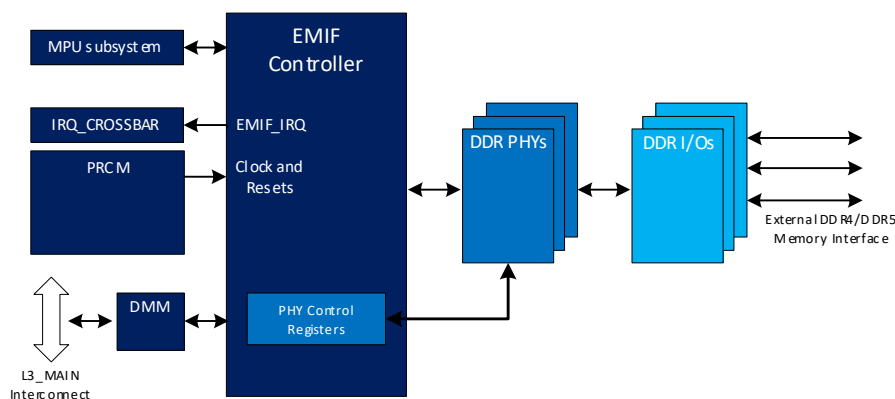 EMIF
Controller
MPU subsystem
IRQ_CROSSBAR
EMIF_IRQ
PRCM
Clock and
Resets
DDR PHYs
DDR I/Os
External DDR4/DDR5
Memory Interface
DMM
PHY Control
Registers
L3_MAIN
Interconnect